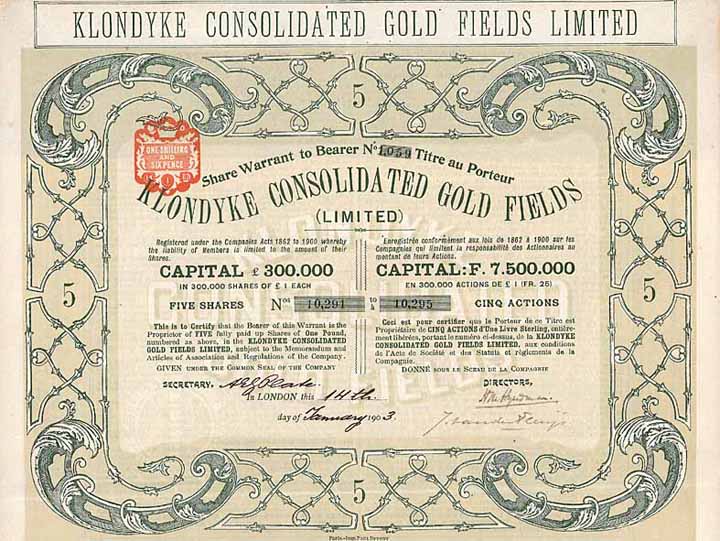 KLONDYKE CONSOLIDATED GOLD FIELDS LIMITED
5
ONE SHILLING
AND
SIX PENCE
Share Warrant to Bearer No 1,059 Titre au Porteur
KLONDYKE CONSOLIDATED GOLD FIELDS
(LIMITED)
Registered under the Companies Acts 1862 to 1900 whereby
the liability of Members is limited to the amount of their
Shares.
CAPITAL £ 300.000
IN 300.000 SHARES OF £ 1 EACH
Enregistrée conformément aux lois de 1862 à 1900 sur les
Compagnies qui limitent la responsabilité des Actionnaires au
montant de leurs Actions.
CAPITAL: F. 7.500.000
EN 300.000 ACTIONS DE £ 1 (FR. 25)
5
5
FIVE SHARES Nos 10,291 to à 10,295 CINQ ACTIONS
This is to Certify that the Bearer of this Warrant is the
Proprietor of FIVE fully paid up Shares of One Pound,
numbered as above, in the KLONDYKE CONSOLIDATED
GOLD FIELDS LIMITED, subject to the Memorandum and
Articles of Association and Regulations of the Company.
GIVEN UNDER THE COMMON SEAL OF THE COMPANY
Ceci est pour certifier que le Porteur de ce Titre est
Propriétaire de CINQ ACTIONS d'Une Livre Sterling, entière-
ment libérées, portant le numéro ci-dessus, de la KLONDYKE
CONSOLIDATED GOLD FIELDS LIMITED, aux conditions
de l'Acte de Société et des Statuts et règlements de la
Compagnie.
DONNÉ SOUS LE SCEAU DE LA COMPAGNIE
SECRETARY.
DIRECTORS,
In LONDON this 14th
day of January 1903
5